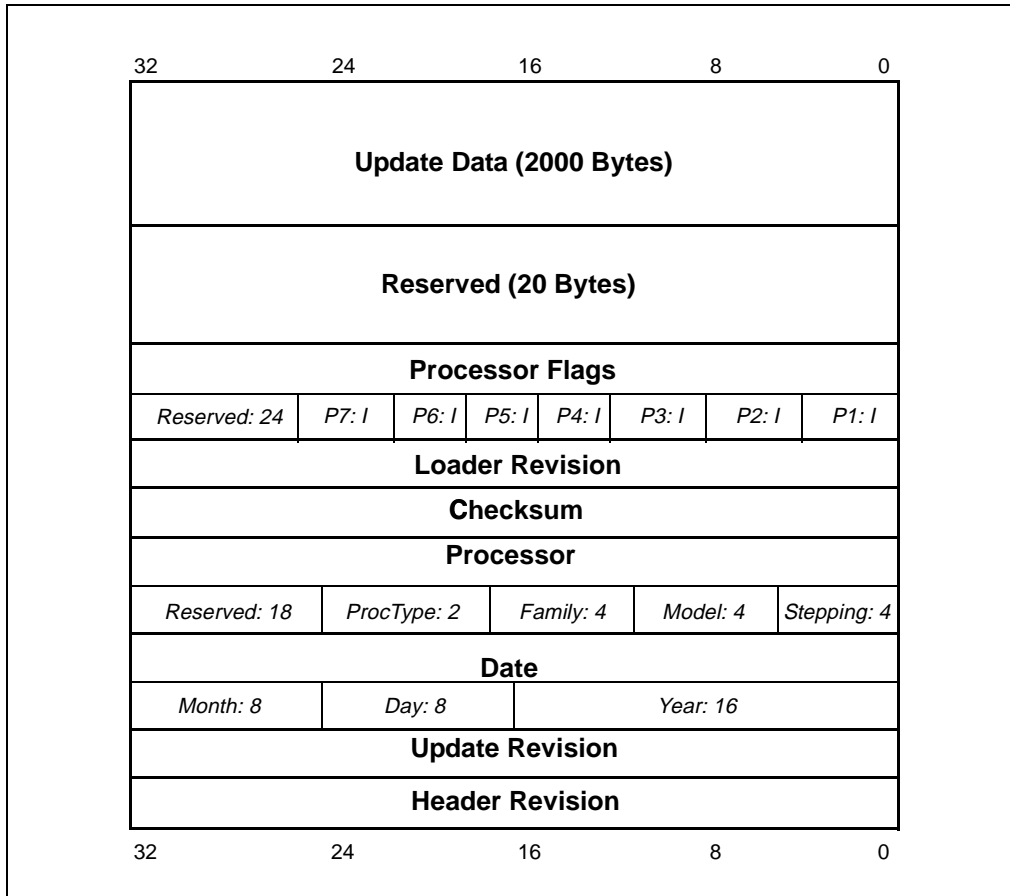 32 24 16 8 0
Update Data (2000 Bytes)
Reserved (20 Bytes)
Processor Flags
Reserved: 24 P7: I P6: I P5: I P4: I P3: I P2: I P1: I
Loader Revision
Checksum
Processor
Reserved: 18 ProcType: 2 Family: 4 Model: 4 Stepping: 4
Date
Month: 8 Day: 8 Year: 16
Update Revision
Header Revision
32 24 16 8 0